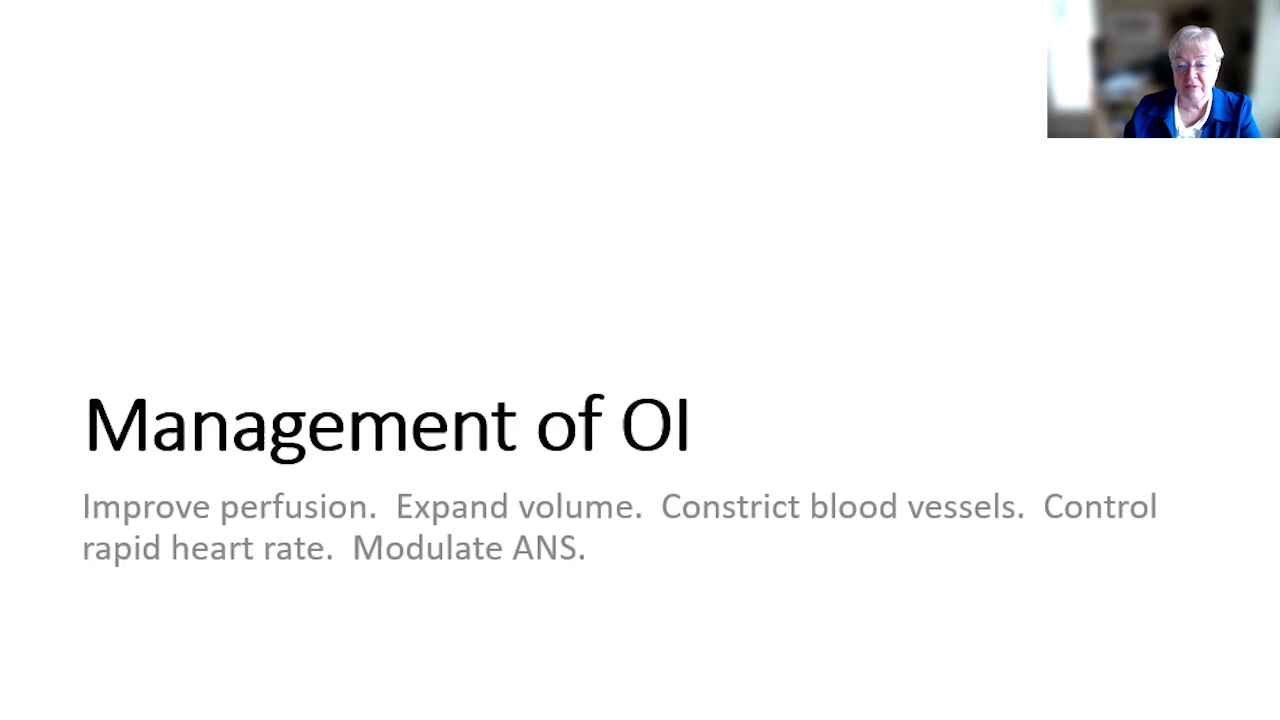 Management of OI
Improve perfusion.  Expand volume.  Constrict blood vessels.  Control
rapid heart rate.  Modulate ANS.